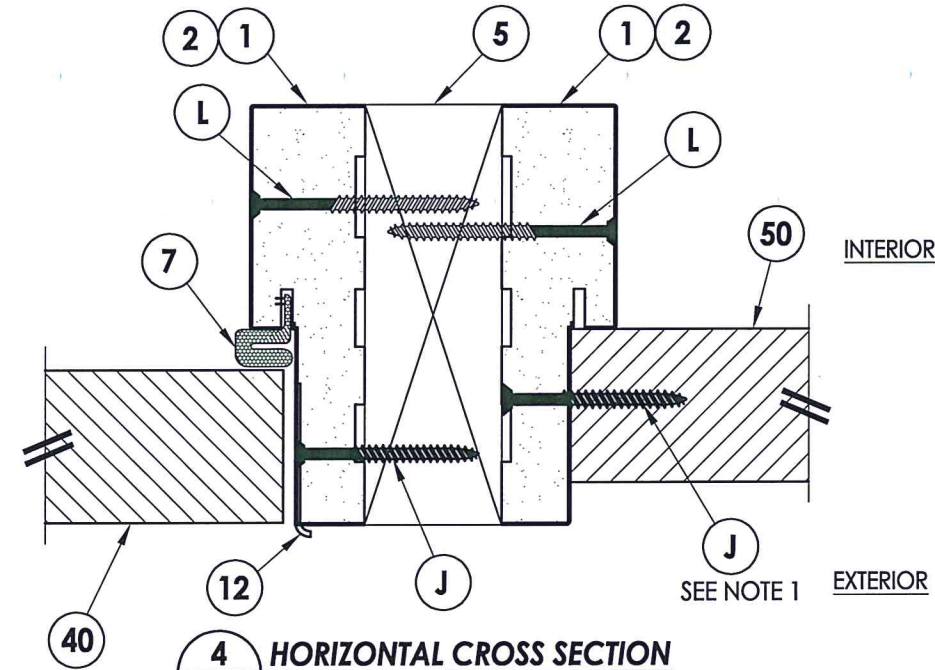 2 1 5 1 2
L
L
50
INTERIOR
7
J
SEE NOTE 1
EXTERIOR
12
J
40
4 HORIZONTAL CROSS SECTION